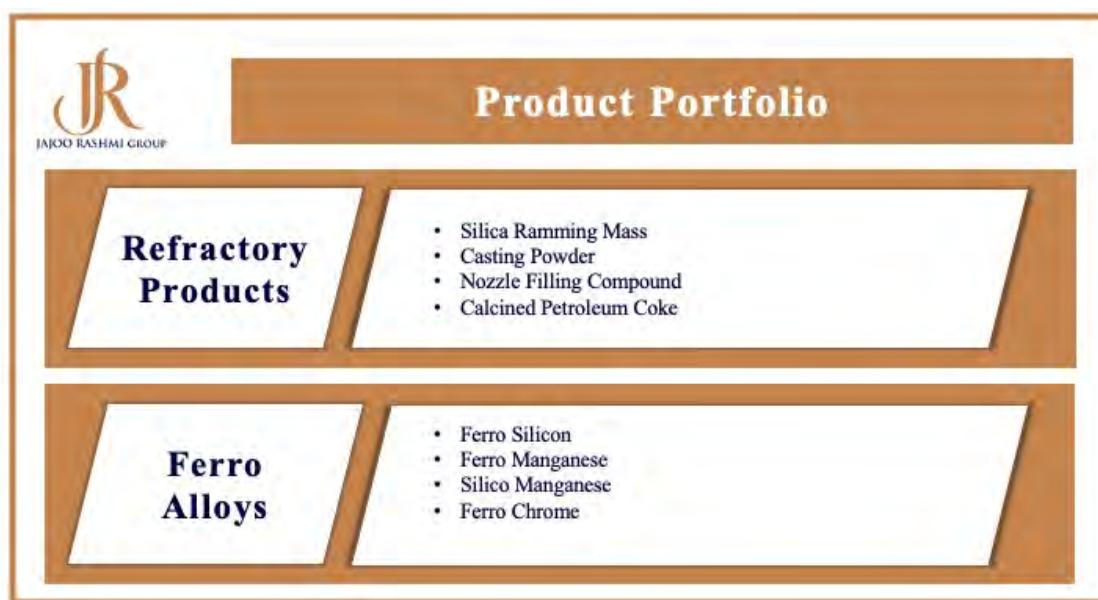 JR
JAJOO RASHMI GROUP
Product Portfolio
Refractory
Products
• Silica Ramming Mass
• Casting Powder
• Nozzle Filling Compound
• Calcined Petroleum Coke
Ferro
Alloys
• Ferro Silicon
• Ferro Manganese
• Silico Manganese
• Ferro Chrome